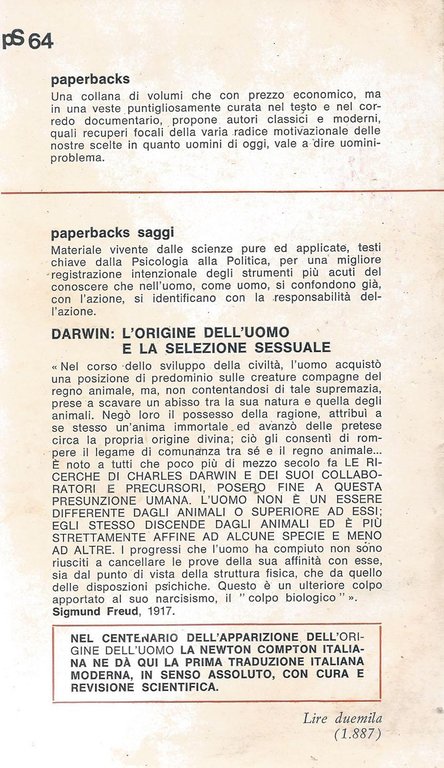 pS 64
paperbacks
Una collana di volumi che con prezzo economico, ma
in una veste puntigliosamente curata nel testo e nel cor-
redo documentario, propone autori classici e moderni,
quali recuperi focali della varia radice motivazionale delle
nostre scelte in quanto uomini di oggi, vale a dire uomini-
problema.
paperbacks saggi
Materiale vivente dalle scienze pure ed applicate, testi
chiave dalla Psicologia alla Politica, per una migliore
registrazione intenzionale degli strumenti più acuti del
conoscere che nell'uomo, come uomo, si confondono già,
con l'azione, si identificano con la responsabilità del-
l'azione.
DARWIN: L'ORIGINE DELL'UOMO
E LA SELEZIONE SESSUALE
« Nel corso dello sviluppo della civiltà, l'uomo acquistò
una posizione di predominio sulle creature compagne del
regno animale, ma, non contentandosi di tale supremazia,
prese a scavare un abisso tra la sua natura e quella degli
animali. Negò loro il possesso della ragione, attribuì a
se stesso un'anima immortale ed avanzò delle pretese
circa la propria origine divina; ciò gli consentì di rom-
pere il legame di comunanza tra sé e il regno animale...
È noto a tutti che poco più di mezzo secolo fa LE RI-
CERCHE DI CHARLES DARWIN E DEI SUOI COLLABO-
RATORI E PRECURSORI, POSERO FINE A QUESTA
PRESUNZIONE UMANA. L'UOMO NON È UN ESSERE
DIFFERENTE DAGLI ANIMALI O SUPERIORE AD ESSI;
EGLI STESSO DISCENDE DAGLI ANIMALI ED È PIÙ
STRETTAMENTE AFFINE AD ALCUNE SPECIE E MENO
AD ALTRE. I progressi che l'uomo ha compiuto non sono
riusciti a cancellare le prove della sua affinità con esse,
sia dal punto di vista della struttura fisica, che da quello
delle disposizioni psichiche. Questo è un ulteriore colpo
apportato al suo narcisismo, il " colpo biologico " ».
Sigmund Freud, 1917.
NEL CENTENARIO DELL'APPARIZIONE DELL'ORI-
GINE DELL'UOMO LA NEWTON COMPTON ITALIA-
NA NE DÀ QUI LA PRIMA TRADUZIONE ITALIANA
MODERNA, IN SENSO ASSOLUTO, CON CURA E
REVISIONE SCIENTIFICA.
Lire duemila
(1.887)